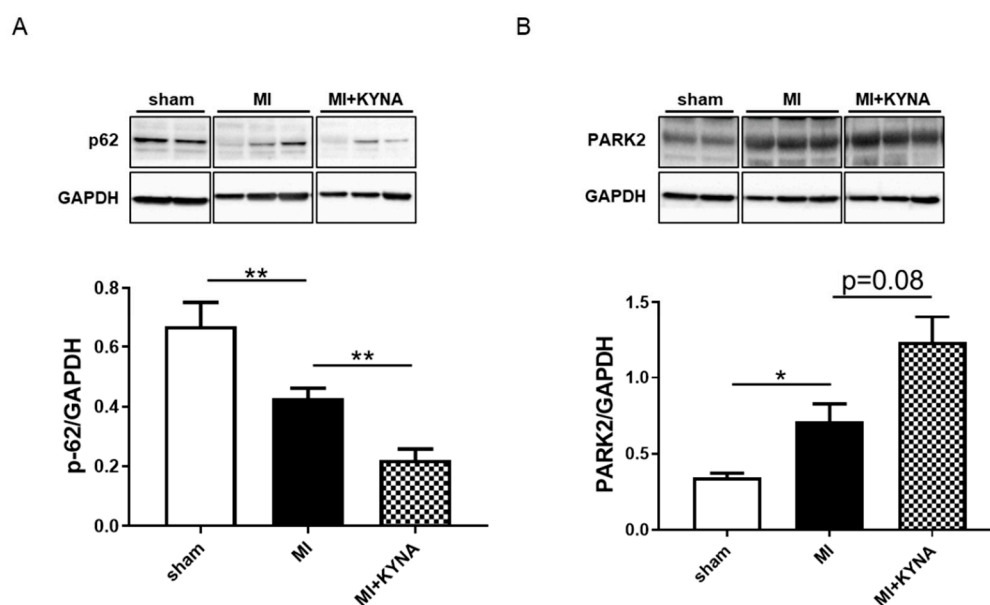 A
sham MI MI+KYNA
p62
GAPDH
**
**
p-62/GAPDH
0.8
0.6
0.4
0.2
0.0
sham
MI
MI+KYNA
B
sham MI MI+KYNA
PARK2
GAPDH
p=0.08
*
PARK2/GAPDH
1.5
1.0
0.5
0.0
sham
MI
MI+KYNA